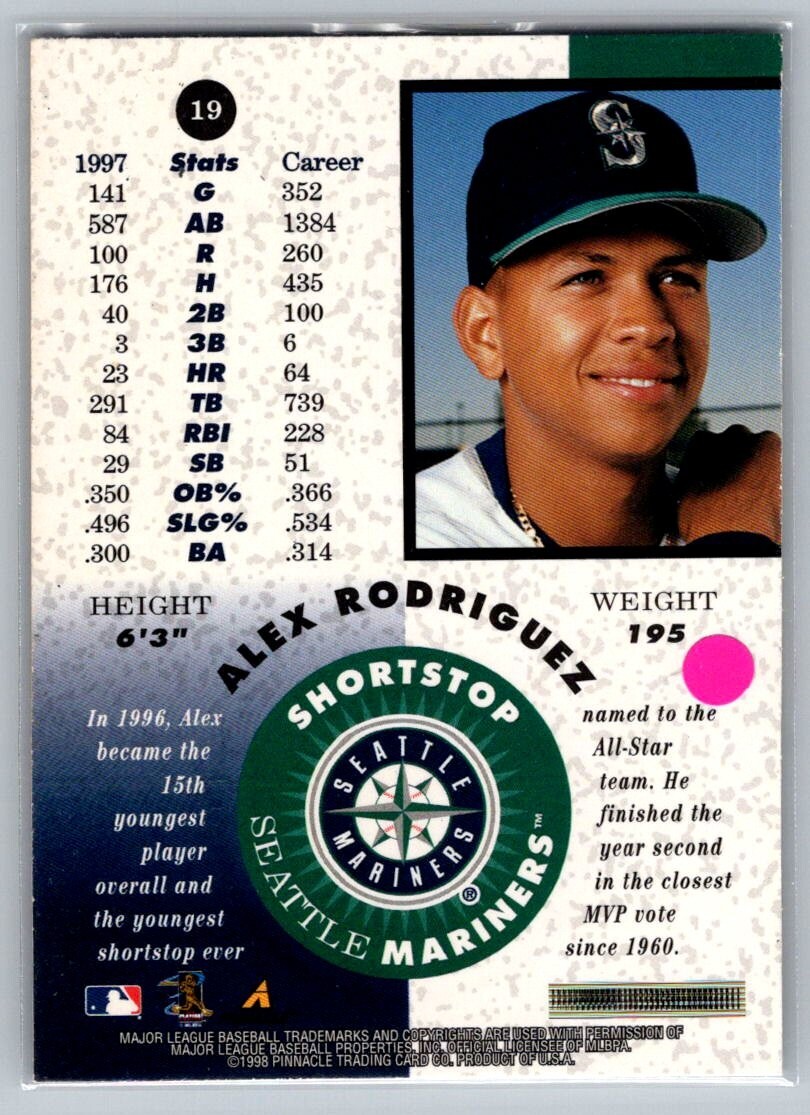 19
1997 Stats Career
141 G 352
587 AB 1384
100 R 260
176 H 435
40 2B 100
3 3B 6
23 HR 64
291 TB 739
84 RBI 228
29 SB 51
.350 OB% .366
.496 SLG% .534
.300 BA .314
S
HEIGHT
6'3"
WEIGHT
195
ALEX RODRIGUEZ
SHORTSTOP
SEATTLE MARINERS™
SEATTLE
MARINERS
®
In 1996, Alex
became the
15th
youngest
player
overall and
the youngest
shortstop ever
named to the
All-Star
team. He
finished the
year second
in the closest
MVP vote
since 1960.
MAJOR LEAGUE BASEBALL TRADEMARKS AND COPYRIGHTS ARE USED WITH PERMISSION OF
MAJOR LEAGUE BASEBALL PROPERTIES, INC. OFFICIAL LICENSEE OF MLBPA.
©1998 PINNACLE TRADING CARD CO. PRODUCT OF U.S.A.